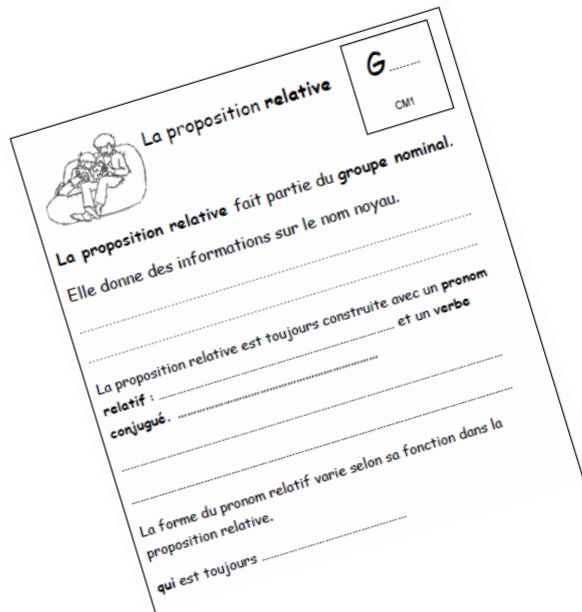 La proposition relative
G........
CM1
La proposition relative fait partie du groupe nominal.
Elle donne des informations sur le nom noyau.
La proposition relative est toujours construite avec un pronom
relatif : ........................................................ et un verbe
conjugué. ........................................................
La forme du pronom relatif varie selon sa fonction dans la
proposition relative.
qui est toujours ........................................